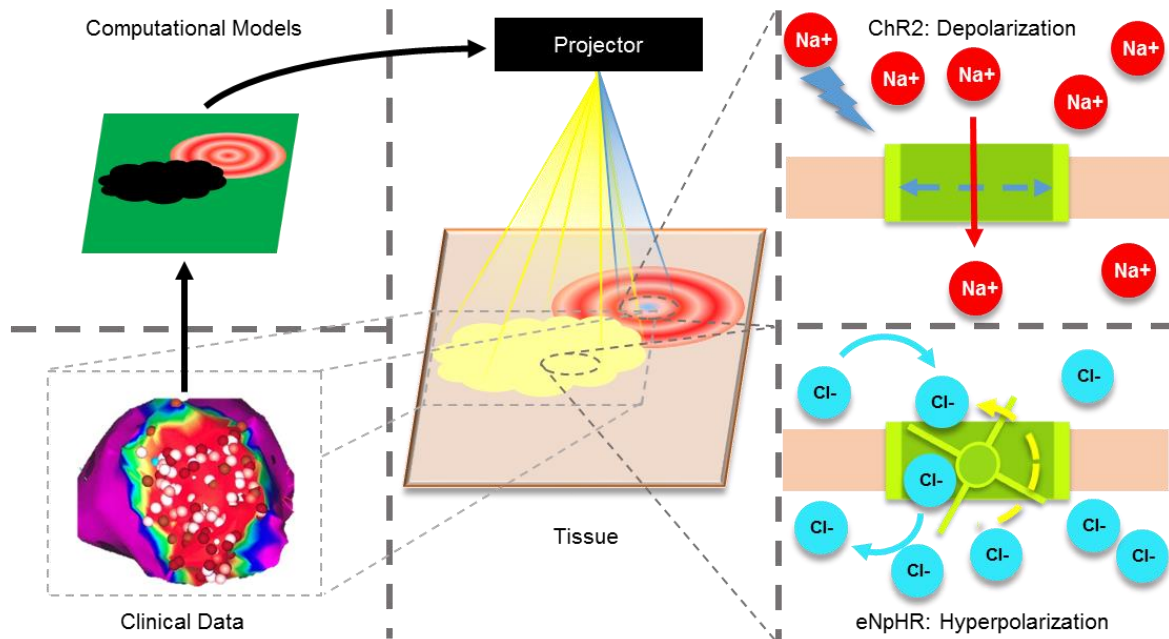 Computational Models
Projector
ChR2: Depolarization
Na+
Na+
Na+
Na+
Na+
Na+
Na+
Clinical Data
Tissue
Cl-
Cl-
Cl-
Cl-
Cl-
Cl-
Cl-
Cl-
Cl-
eNpHR: Hyperpolarization